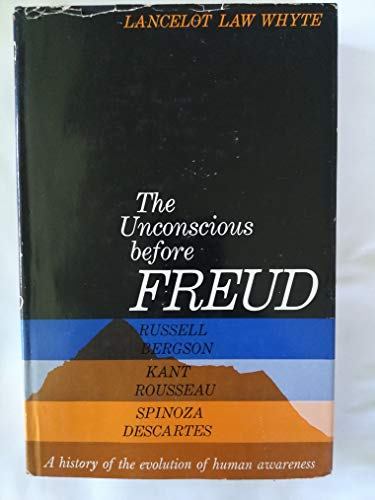 LANCELOT LAW WHYTE
The
Unconscious
before
FREUD
RUSSELL
BERGSON
KANT
ROUSSEAU
SPINOZA
DESCARTES
A history of the evolution of human awareness